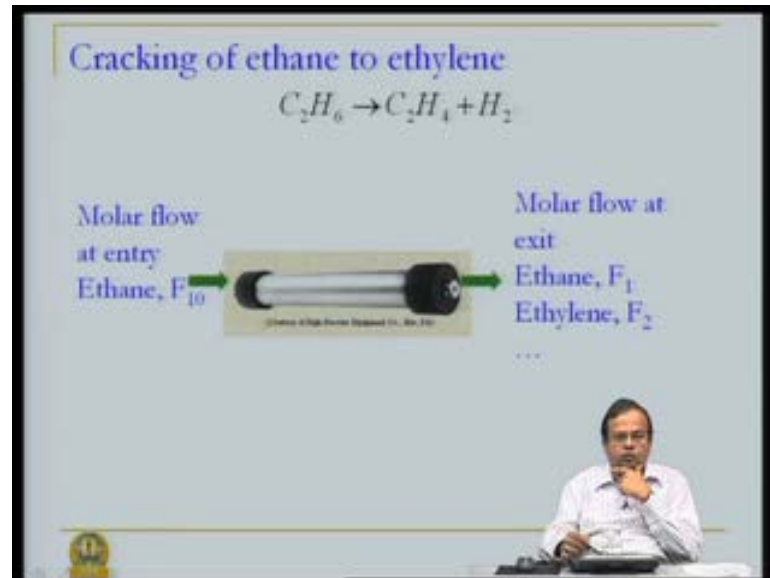 Cracking of ethane to ethylene
C₂H₆ → C₂H₄ + H₂
Molar flow
at entry
Ethane, F₁₀
Molar flow at
exit
Ethane, F₁
Ethylene, F₂
...